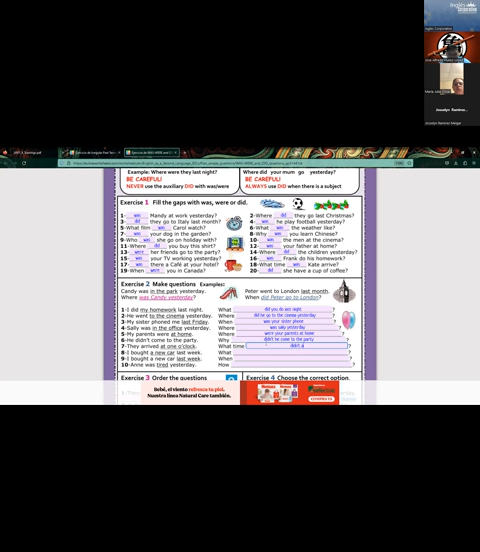 Inglés
Corporativo
Inglés Corporativo
Joselyn Ramírez...
Joselyn Ramírez Melgar
Example: Where were they last night?
BE CAREFUL!
NEVER use the auxiliary DID with was/were
Where did your mum go yesterday?
BE CAREFUL!
ALWAYS use DID when there is a subject
Exercise 1 Fill the gaps with was, were or did.
1- was Mandy at work yesterday?
3- did they go to Italy last month?
5-What film was Carol watch?
7- was your dog in the garden?
9-Who was she go on holiday with?
11-Where did you buy this shirt?
13- were her friends go to the party?
15- was your TV working yesterday?
17- was there a Café at your hotel?
19-When were you in Canada?
2-Where did they go last Christmas?
4- was he play football yesterday?
6-What was the weather like?
8-Why was you learn Chinese?
10- was the men at the cinema?
12- was your father at home?
14-Where did the children yesterday?
16- was Frank do his homework?
18-What time was Kate arrive?
20- did she have a cup of coffee?
Exercise 2 Make questions Examples:
Candy was in the park yesterday.
Where was Candy yesterday?
Peter went to London last month.
When did Peter go to London?
1-I did my homework last night.
2-He went to the cinema yesterday.
3-My sister phoned me last Friday.
4-Sally was in the office yesterday.
5-My parents were at home.
6-He didn't come to the party.
7-They arrived at one o'clock.
8-I bought a new car last week.
9-I bought a new car last week.
10-Anne was tired yesterday.
What did you do last night ?
Where did he go to the cinema yesterday ?
When was your sister phone ?
Where was sally yesterday ?
Where were your parents at home ?
Why didn't he come to the party ?
What time didn't a ?
What ?
When ?
How ?
Exercise 3 Order the questions
Exercise 4 Choose the correct option.
Bebé, el viento refresca tu piel.
Nuestra línea Natural Care también.